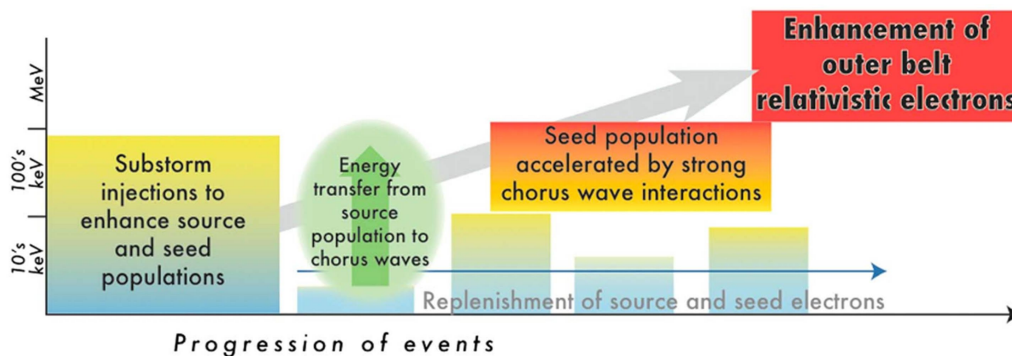 MeV
100's
keV
10's
keV
Substorm
injections to
enhance source
and seed
populations
Energy
transfer from
source
population to
chorus waves
Seed population
accelerated by strong
chorus wave interactions
Enhancement of
outer belt
relativistic electrons
Replenishment of source and seed electrons
Progression of events